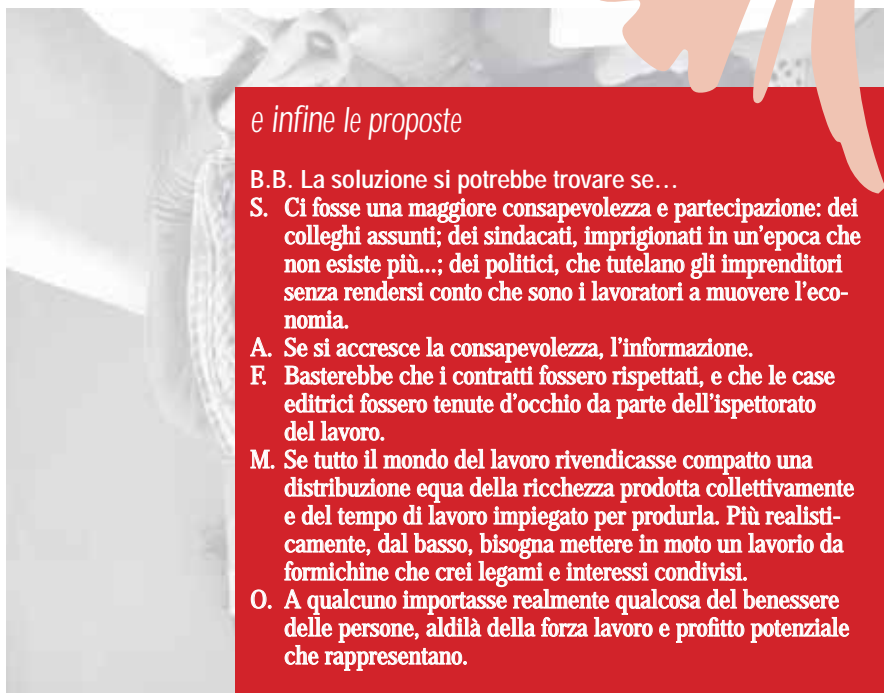 e infine le proposte
B.B. La soluzione si potrebbe trovare se…
S. Ci fosse una maggiore consapevolezza e partecipazione: dei
colleghi assunti; dei sindacati, imprigionati in un'epoca che
non esiste più...; dei politici, che tutelano gli imprenditori
senza rendersi conto che sono i lavoratori a muovere l'eco-
nomia.
A. Se si accresce la consapevolezza, l'informazione.
F. Basterebbe che i contratti fossero rispettati, e che le case
editrici fossero tenute d'occhio da parte dell'ispettorato
del lavoro.
M. Se tutto il mondo del lavoro rivendicasse compatto una
distribuzione equa della ricchezza prodotta collettivamente
e del tempo di lavoro impiegato per produrla. Più realisti-
camente, dal basso, bisogna mettere in moto un lavorio da
formichine che crei legami e interessi condivisi.
O. A qualcuno importasse realmente qualcosa del benessere
delle persone, aldilà della forza lavoro e profitto potenziale
che rappresentano.